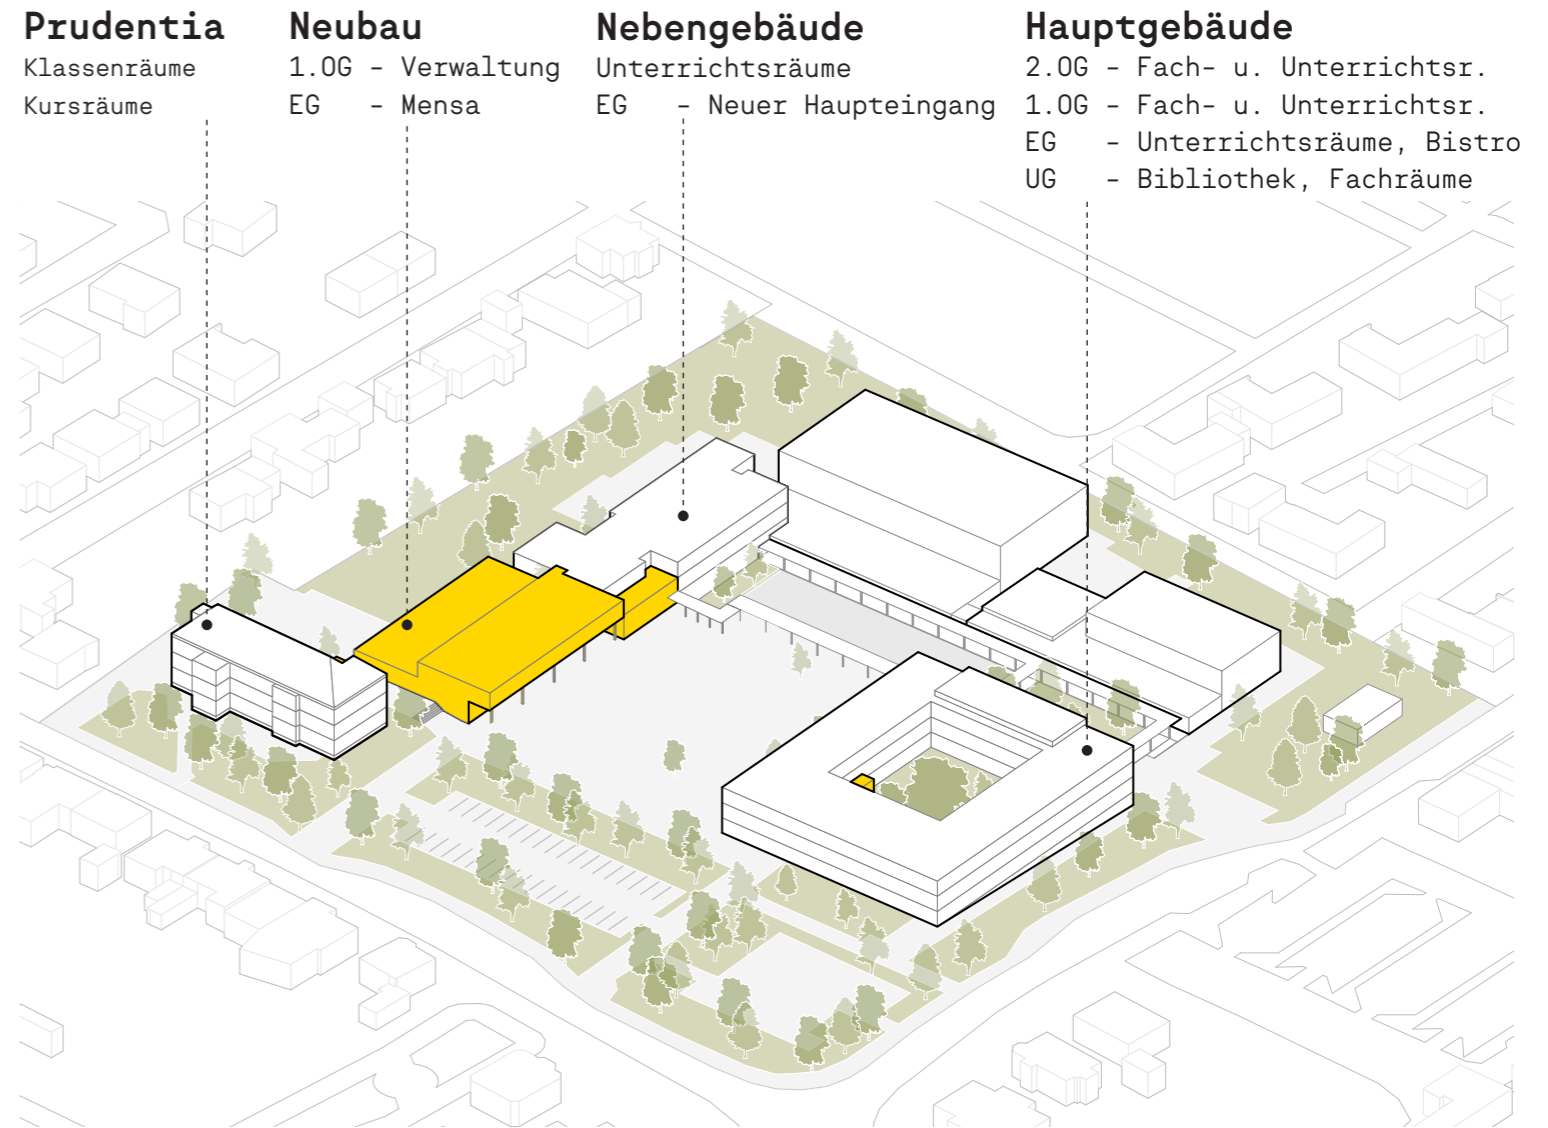 Prudentia
Klassenräume
Kursräume
Neubau
1.OG - Verwaltung
EG - Mensa
Nebengebäude
Unterrichtsräume
EG - Neuer Haupteingang
Hauptgebäude
2.OG - Fach- u. Unterrichtsr.
1.OG - Fach- u. Unterrichtsr.
EG - Unterrichtsräume, Bistro
UG - Bibliothek, Fachräume